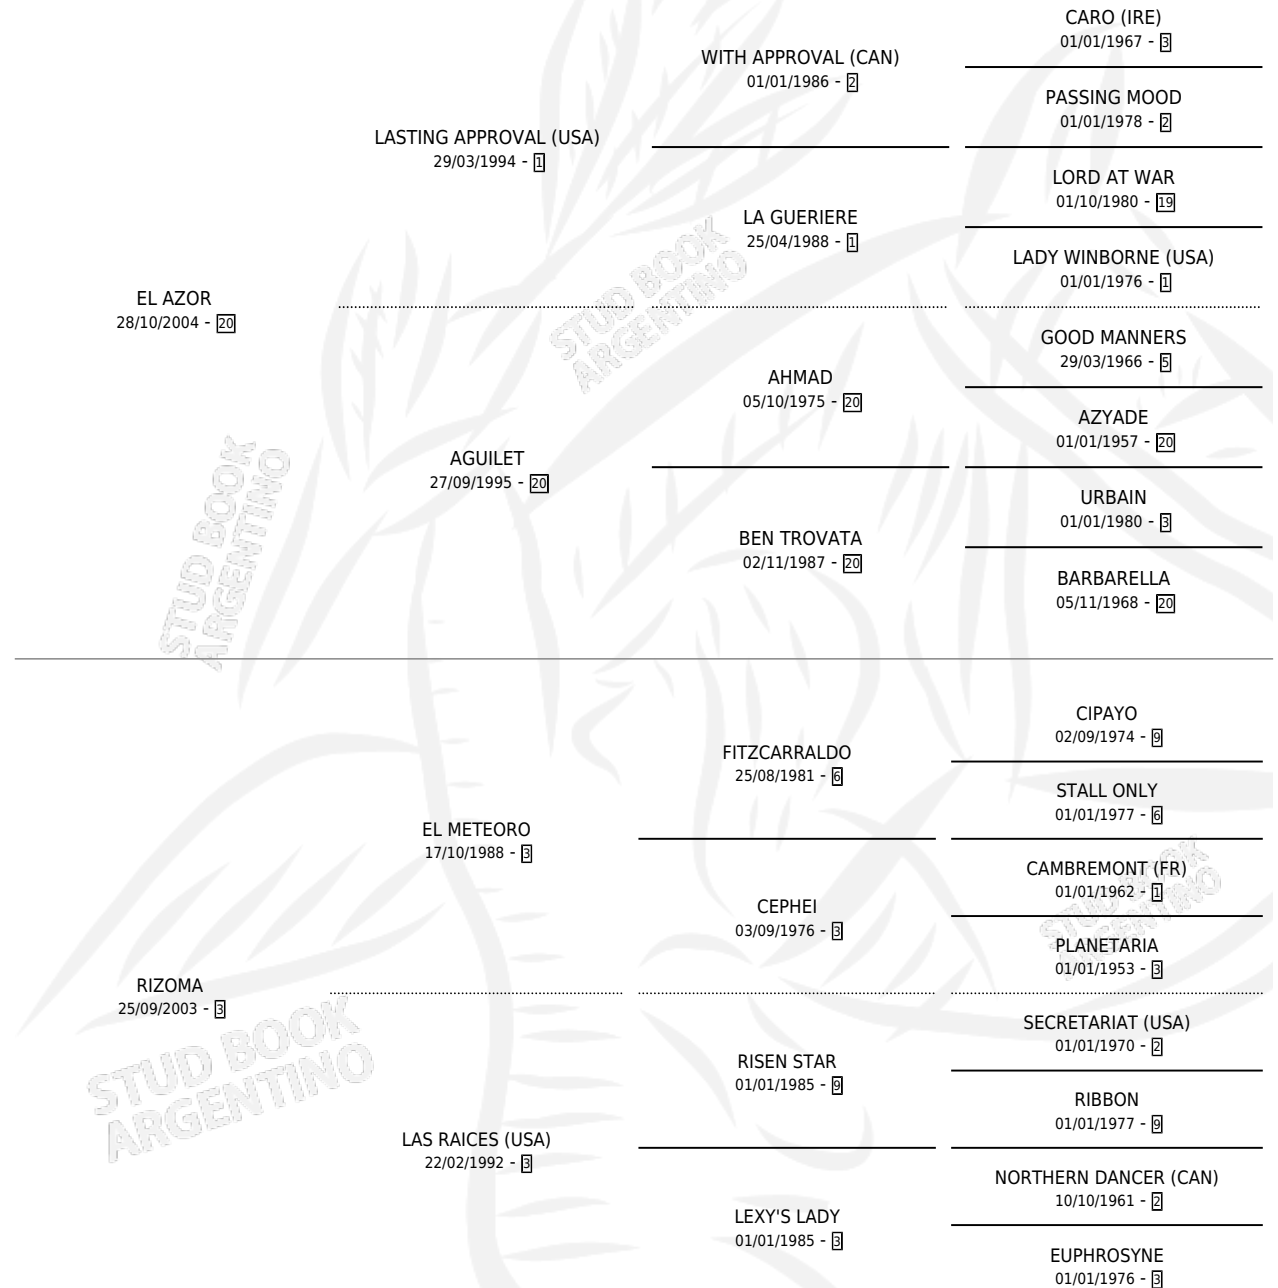 CARO (IRE)
01/01/1967 - 3
WITH APPROVAL (CAN)
01/01/1986 - 2
PASSING MOOD
01/01/1978 - 2
LASTING APPROVAL (USA)
29/03/1994 - 1
LORD AT WAR
01/10/1980 - 19
LA GUERIERE
25/04/1988 - 1
LADY WINBORNE (USA)
01/01/1976 - 1
EL AZOR
28/10/2004 - 20
STUD BOOK
ARGENTINO
GOOD MANNERS
29/03/1966 - 5
AHMAD
05/10/1975 - 20
AZYADE
01/01/1957 - 20
AGUILET
27/09/1995 - 20
URBAIN
01/01/1980 - 3
BEN TROVATA
02/11/1987 - 20
BARBARELLA
05/11/1968 - 20
STUD BOOK
ARGENTINO
CIPAYO
02/09/1974 - 9
FITZCARRALDO
25/08/1981 - 6
STALL ONLY
01/01/1977 - 6
EL METEORO
17/10/1988 - 3
CAMBREMONT (FR)
01/01/1962 - 1
STUD BOOK
ARGENTINO
CEPHEI
03/09/1976 - 3
PLANETARIA
01/01/1953 - 3
RIZOMA
25/09/2003 - 3
STUD BOOK
ARGENTINO
SECRETARIAT (USA)
01/01/1970 - 2
RISEN STAR
01/01/1985 - 9
RIBBON
01/01/1977 - 9
LAS RAICES (USA)
22/02/1992 - 3
NORTHERN DANCER (CAN)
10/10/1961 - 2
LEXY'S LADY
01/01/1985 - 3
EUPHROSYNE
01/01/1976 - 3